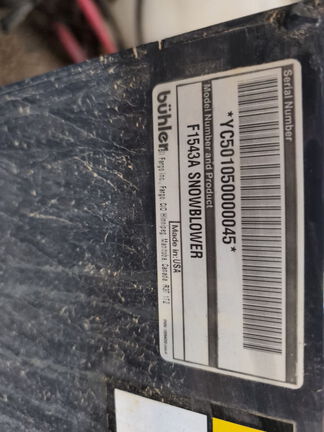 Serial Number
*YC50105000045*
Model Number and Product
F1543A SNOWBLOWER
Made in: USA
bühler.